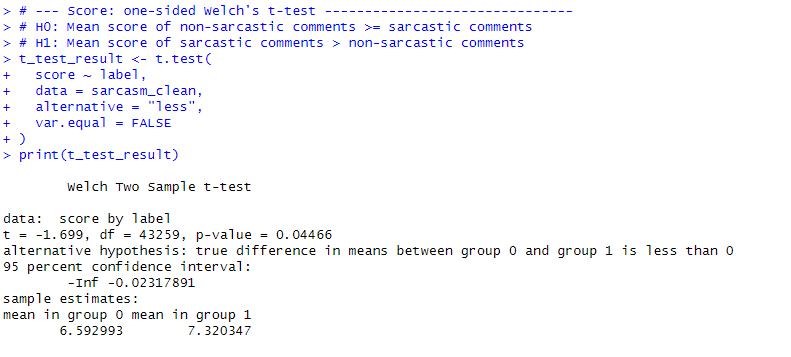 > # --- Score: one-sided Welch's t-test -------------------------------
> # H0: Mean score of non-sarcastic comments >= sarcastic comments
> # H1: Mean score of sarcastic comments > non-sarcastic comments
> t_test_result <- t.test(
+   score ~ label,
+   data = sarcasm_clean,
+   alternative = "less",
+   var.equal = FALSE
+ )
> print(t_test_result)
Welch Two Sample t-test
data:  score by label
t = -1.699, df = 43259, p-value = 0.04466
alternative hypothesis: true difference in means between group 0 and group 1 is less than 0
95 percent confidence interval:
-Inf -0.02317891
sample estimates:
mean in group 0 mean in group 1
6.592993        7.320347